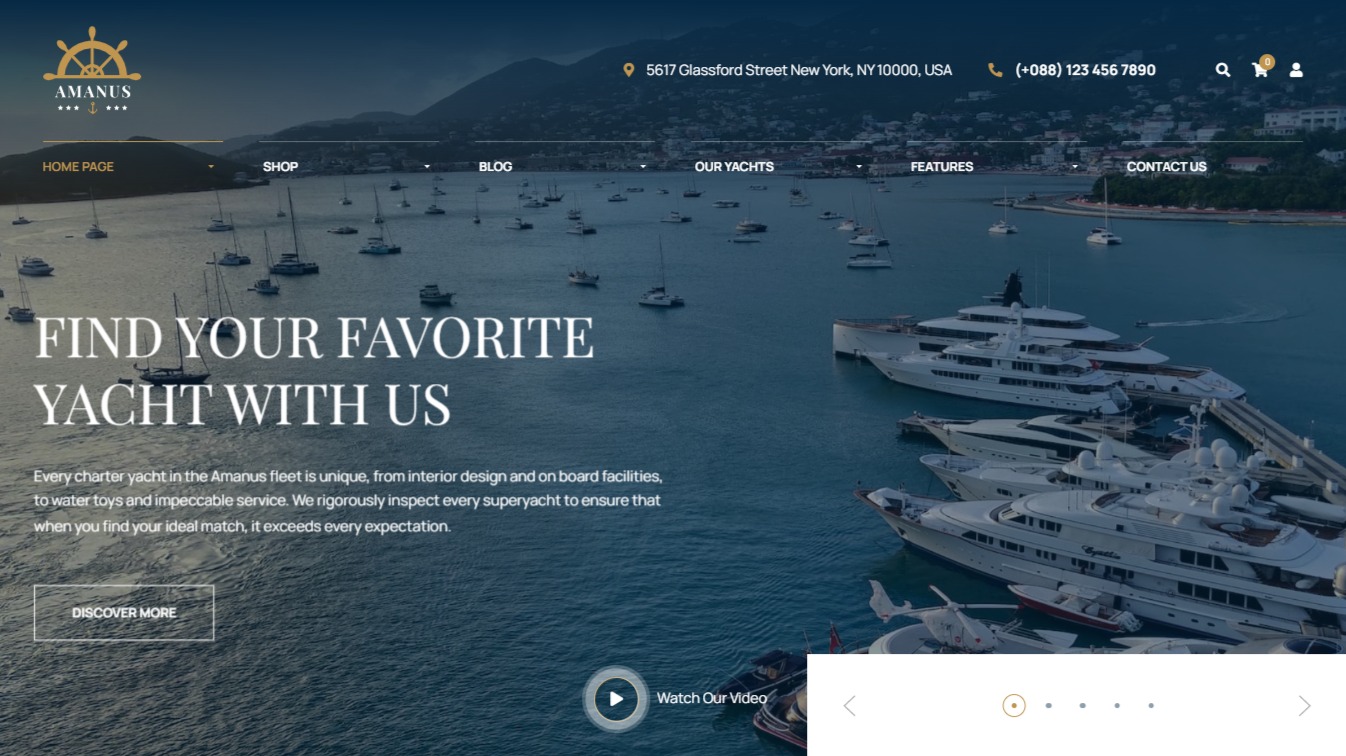 AMANUS
5617 Glassford Street New York, NY 10000, USA
(+088) 123 456 7890
0
HOME PAGE
SHOP
BLOG
OUR YACHTS
FEATURES
CONTACT US
FIND YOUR FAVORITE
YACHT WITH US
Every charter yacht in the Amanus fleet is unique, from interior design and on board facilities,
to water toys and impeccable service. We rigorously inspect every superyacht to ensure that
when you find your ideal match, it exceeds every expectation.
DISCOVER MORE
Watch Our Video